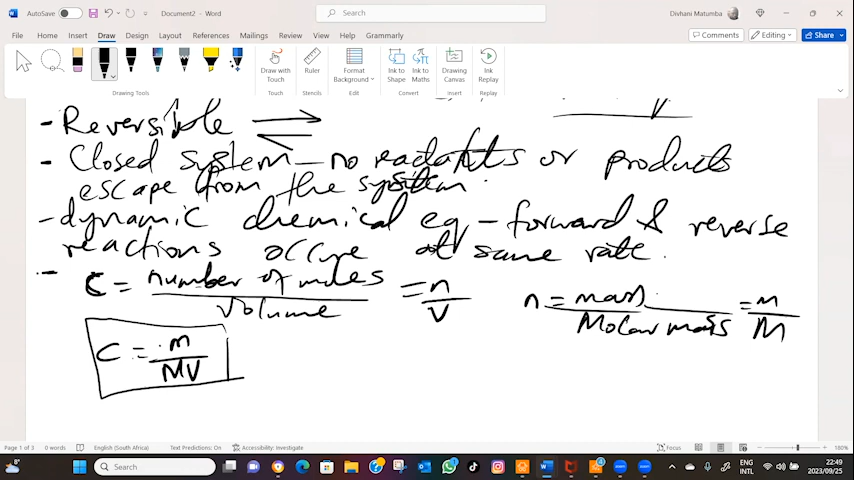 AutoSave Off Document2 - Word Search Divhani Matumba
File Home Insert Draw Design Layout References Mailings Review View Help Grammarly Comments Editing Share
Draw with Touch Ruler Format Background Ink to Shape Ink to Maths Drawing Canvas Ink Replay
Drawing Tools Touch Stencils Edit Convert Insert Replay
- Reversible ⇌
- Closed system – no reactants or products
escape from the system.
- dynamic chemical eq – forward & reverse
reactions occur at same rate.
- C = number of moles / Volume = n / V
n = mass / Molar mass = m / M
C = m / MV
Page 1 of 3 0 words English (South Africa) Text Predictions: On Accessibility: Investigate Focus 180%
8° Search ENG INTL 22:49 2023/09/25